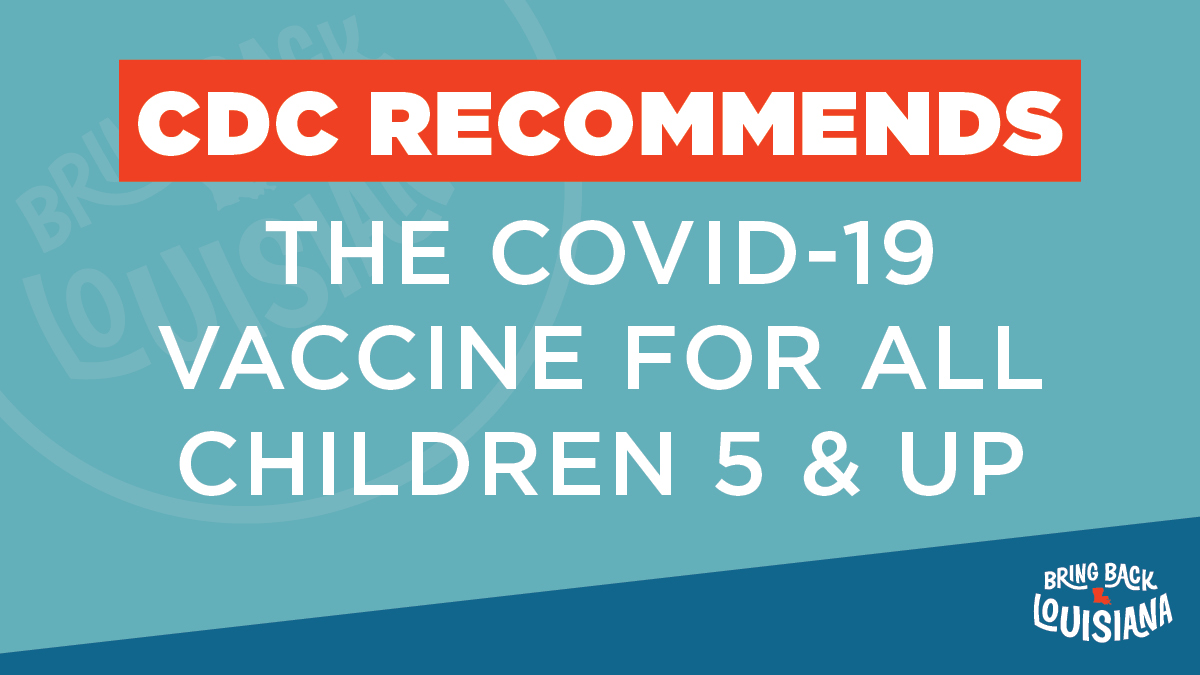 CDC RECOMMENDS
THE COVID-19
VACCINE FOR ALL
CHILDREN 5 & UP
BRING BACK
LOUISIANA